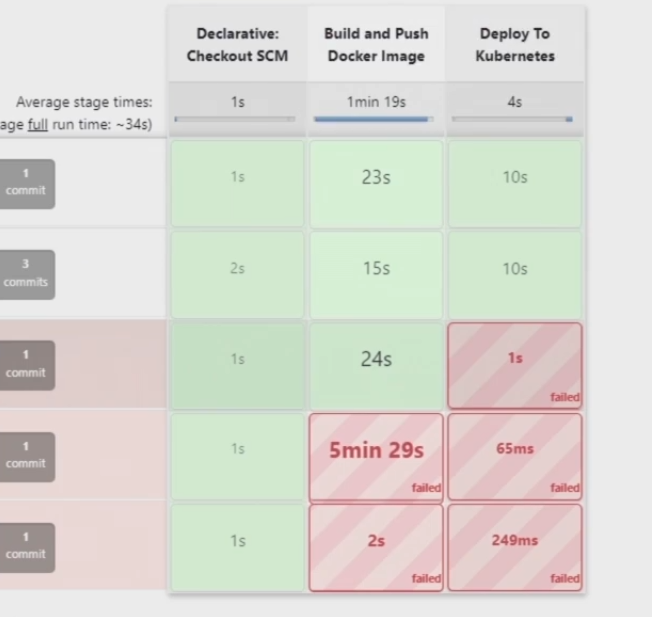 Declarative:
Checkout SCM
Build and Push
Docker Image
Deploy To
Kubernetes
Average stage times:
age full run time: ~34s)
1s
1min 19s
4s
1
commit
1s
23s
10s
3
commits
2s
15s
10s
1
commit
1s
24s
1s
failed
1
commit
1s
5min 29s
failed
65ms
failed
1
commit
1s
2s
failed
249ms
failed